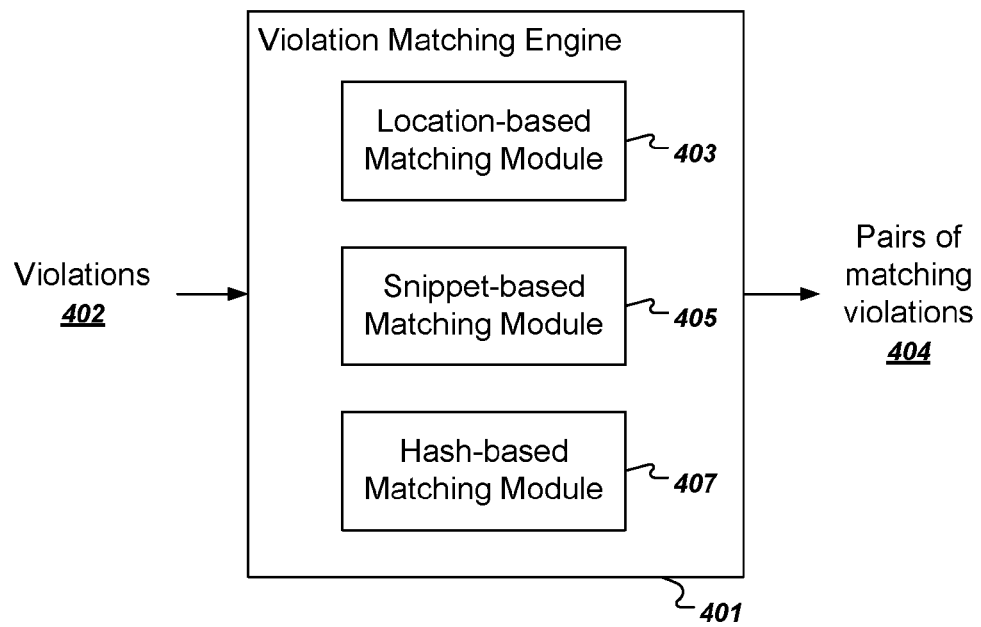 Violation Matching Engine
Location-based
Matching Module
403
Violations
402
Snippet-based
Matching Module
405
Pairs of
matching
violations
404
Hash-based
Matching Module
407
401